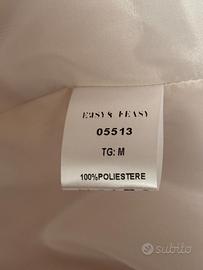 05513
TG: M
100%POLIESTERE
subito